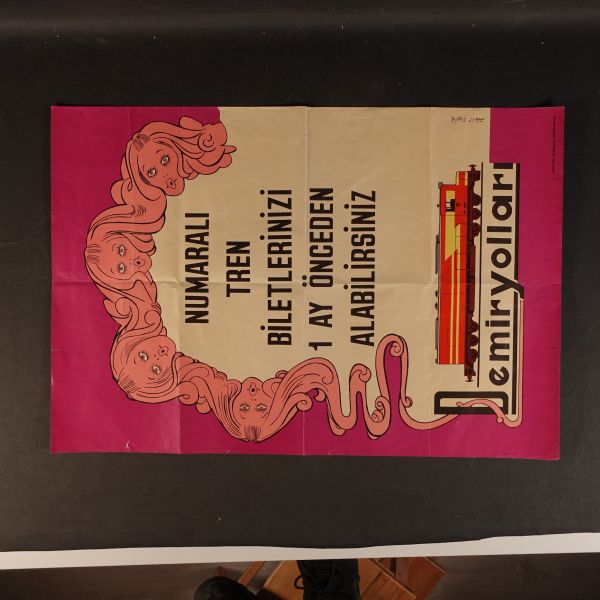 NUMARALI
TREN
BİLETLERİNİZİ
1 AY ÖNCEDEN
ALABİLİRSİNİZ
Demiryolları